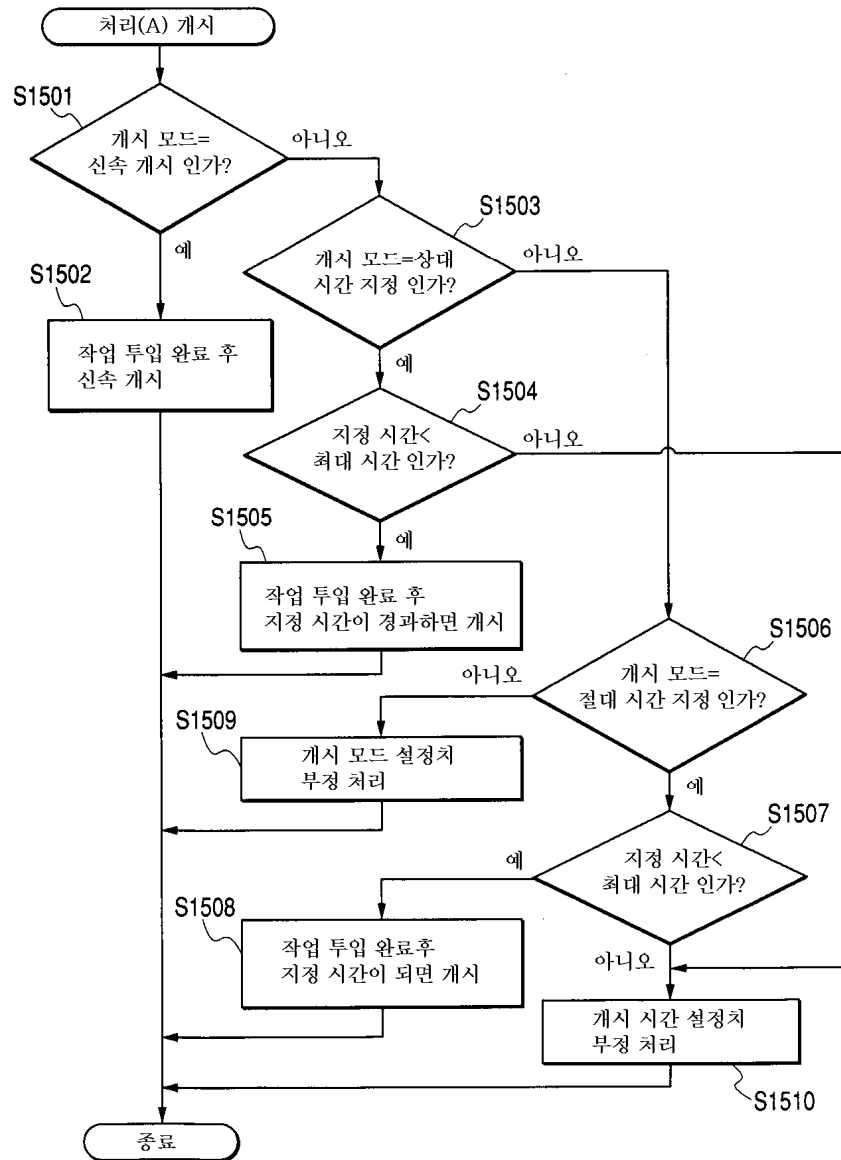 처리(A) 개시
S1501
개시 모드=
신속 개시 인가?
아니오
예
S1502
작업 투입 완료 후
신속 개시
S1503
개시 모드=상대
시간 지정 인가?
아니오
예
S1504
지정 시간<
최대 시간 인가?
아니오
예
S1505
작업 투입 완료 후
지정 시간이 경과하면 개시
S1506
개시 모드=
절대 시간 지정 인가?
아니오
예
S1509
개시 모드 설정치
부정 처리
S1507
지정 시간<
최대 시간 인가?
예
아니오
S1508
작업 투입 완료후
지정 시간이 되면 개시
개시 시간 설정치
부정 처리
S1510
종료